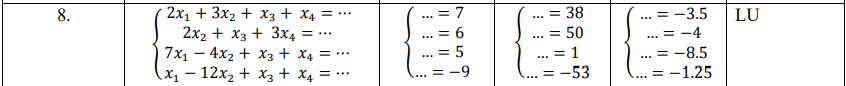 8.
2x₁ + 3x₂ + x₃ + x₄ = ⋯
2x₂ + x₃ + 3x₄ = ⋯
7x₁ − 4x₂ + x₃ + x₄ = ⋯
x₁ − 12x₂ + x₃ + x₄ = ⋯
... = 7
... = 6
... = 5
... = −9
... = 38
... = 50
... = 1
... = −53
... = −3.5
... = −4
... = −8.5
... = −1.25
LU